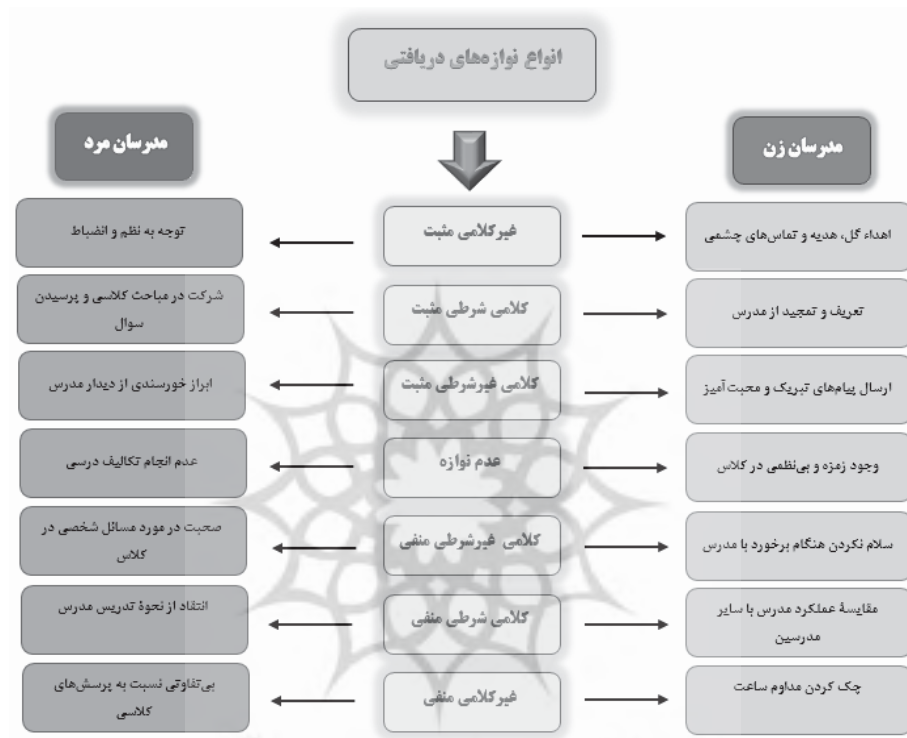 انواع نوازه‌های دریافتی
مدرسان زن
مدرسان مرد
اهداء گل، هدیه و تماس‌های چشمی
غیرکلامی مثبت
توجه به نظم و انضباط
تعریف و تمجید از مدرس
کلامی شرطی مثبت
شرکت در مباحث کلاسی و پرسیدن
سوال
ارسال پیام‌های تبریک و محبت آمیز
کلامی غیرشرطی مثبت
ابراز خورسندی از دیدار مدرس
وجود زمزه و بی‌نظمی در کلاس
عدم نوازه
عدم انجام تکالیف درسی
سلام نکردن هنگام برخورد با مدرس
کلامی غیرشرطی منفی
صحبت در مورد مسائل شخصی در
کلاس
مقایسهٔ عملکرد مدرس با سایر
مدرسین
کلامی شرطی منفی
انتقاد از نحوهٔ تدریس مدرس
چک کردن مداوم ساعت
غیرکلامی منفی
بی‌تفاوتی نسبت به پرسش‌های
کلاسی